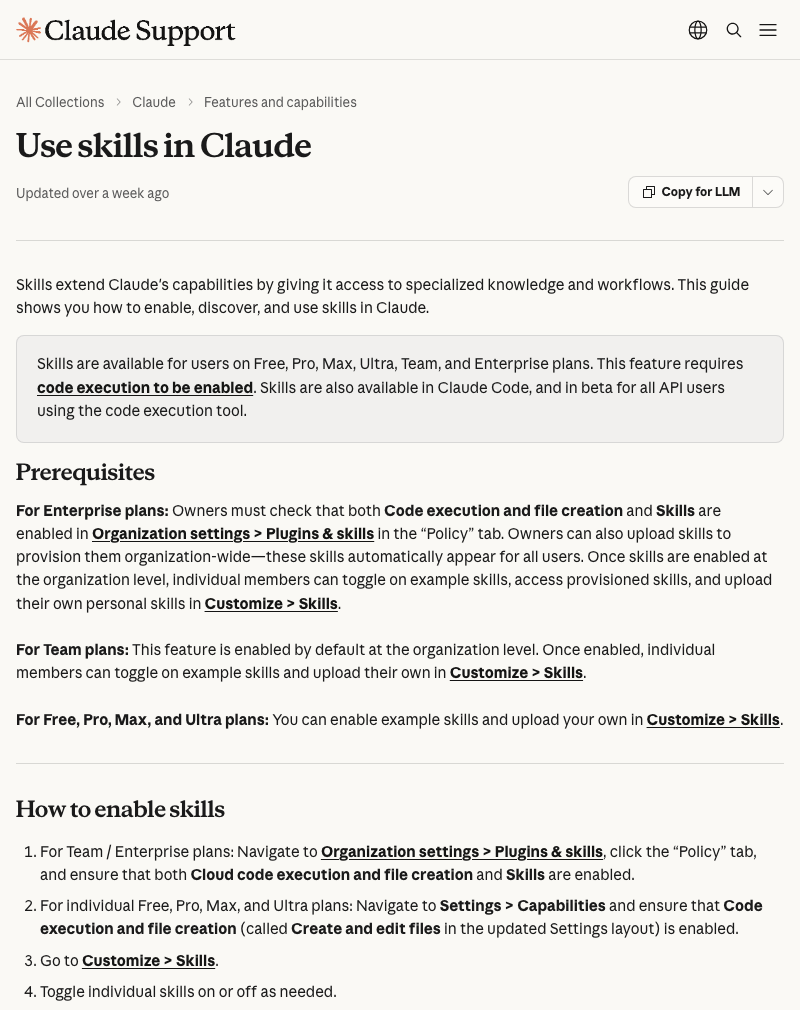 Claude Support
All Collections > Claude > Features and capabilities
Use skills in Claude
Updated over a week ago
Copy for LLM
Skills extend Claude's capabilities by giving it access to specialized knowledge and workflows. This guide
shows you how to enable, discover, and use skills in Claude.
Skills are available for users on Free, Pro, Max, Ultra, Team, and Enterprise plans. This feature requires
code execution to be enabled. Skills are also available in Claude Code, and in beta for all API users
using the code execution tool.
Prerequisites
For Enterprise plans: Owners must check that both Code execution and file creation and Skills are
enabled in Organization settings > Plugins & skills in the “Policy” tab. Owners can also upload skills to
provision them organization-wide—these skills automatically appear for all users. Once skills are enabled at
the organization level, individual members can toggle on example skills, access provisioned skills, and upload
their own personal skills in Customize > Skills.
For Team plans: This feature is enabled by default at the organization level. Once enabled, individual
members can toggle on example skills and upload their own in Customize > Skills.
For Free, Pro, Max, and Ultra plans: You can enable example skills and upload your own in Customize > Skills.
How to enable skills
1. For Team / Enterprise plans: Navigate to Organization settings > Plugins & skills, click the “Policy” tab,
and ensure that both Cloud code execution and file creation and Skills are enabled.
2. For individual Free, Pro, Max, and Ultra plans: Navigate to Settings > Capabilities and ensure that Code
execution and file creation (called Create and edit files in the updated Settings layout) is enabled.
3. Go to Customize > Skills.
4. Toggle individual skills on or off as needed.